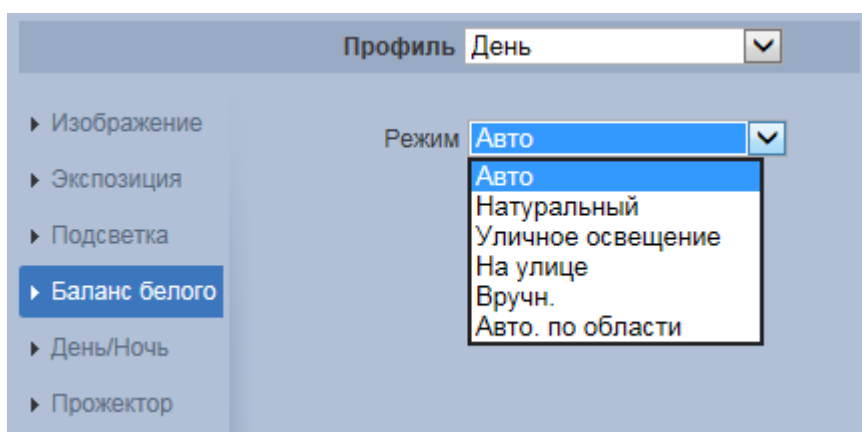 Профиль День
Изображение
Режим Авто
Экспозиция
Авто
Натуральный
Подсветка
Уличное освещение
На улице
Баланс белого
Вручн.
Авто. по области
День/Ночь
Прожектор